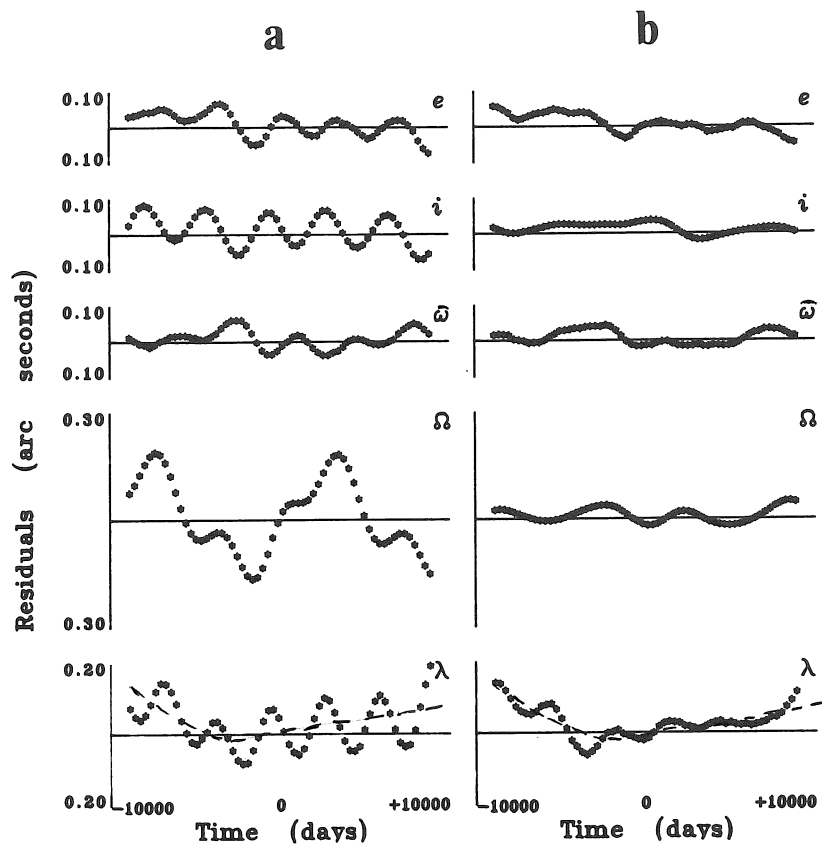 a
b
0.10
e
0.10
0.10
i
0.10
0.10
ω̃
0.10
0.30
Ω
0.30
0.20
λ
0.20
-10000 0 +10000
Time (days)
e
i
ω̃
Ω
λ
-10000 0 +10000
Time (days)
Residuals (arc seconds)